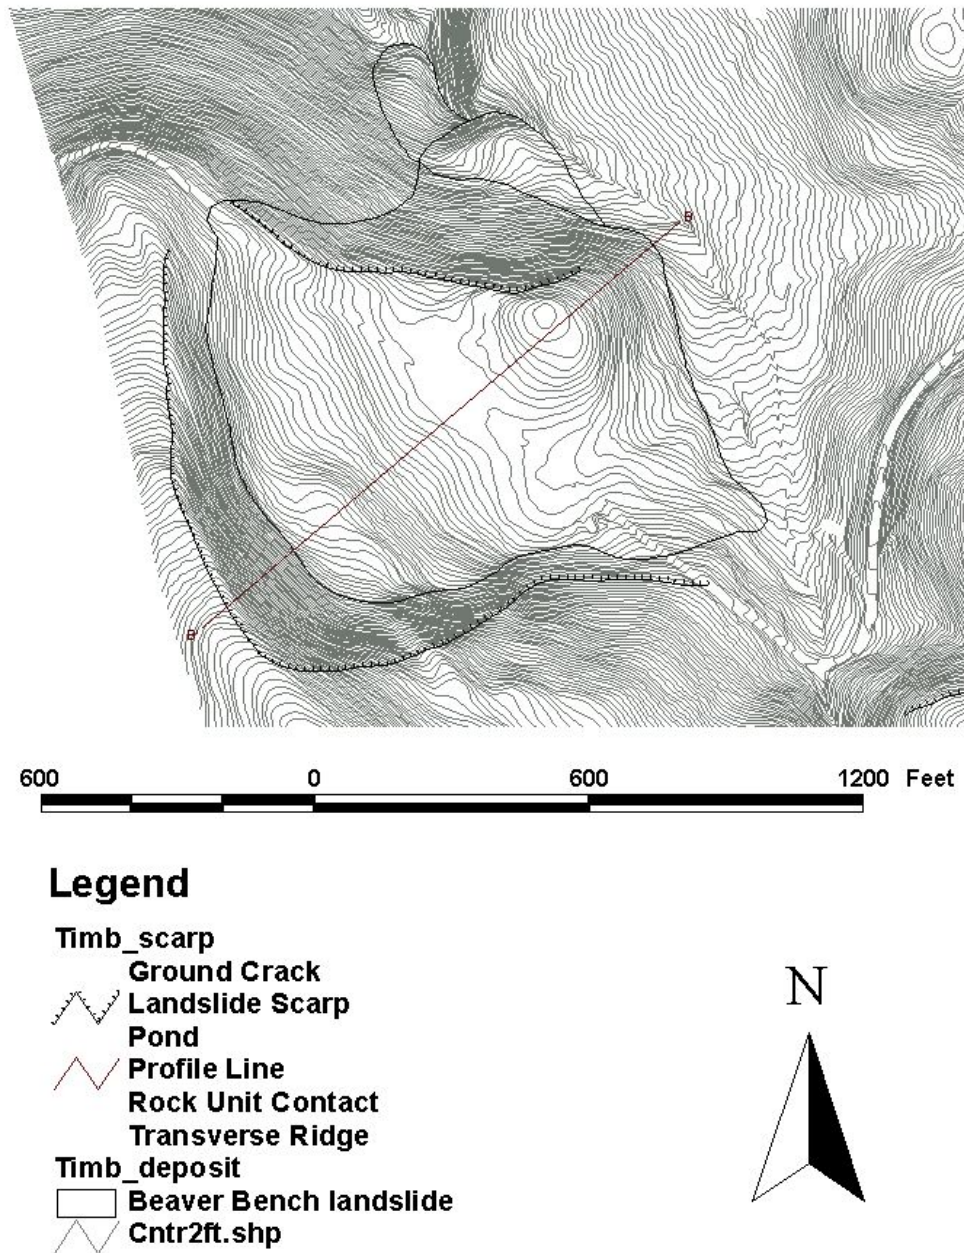 B
B'
600 0 600 1200 Feet
Legend
Timb_scarp
Ground Crack
Landslide Scarp
Pond
Profile Line
Rock Unit Contact
Transverse Ridge
Timb_deposit
Beaver Bench landslide
Cntr2ft.shp
N